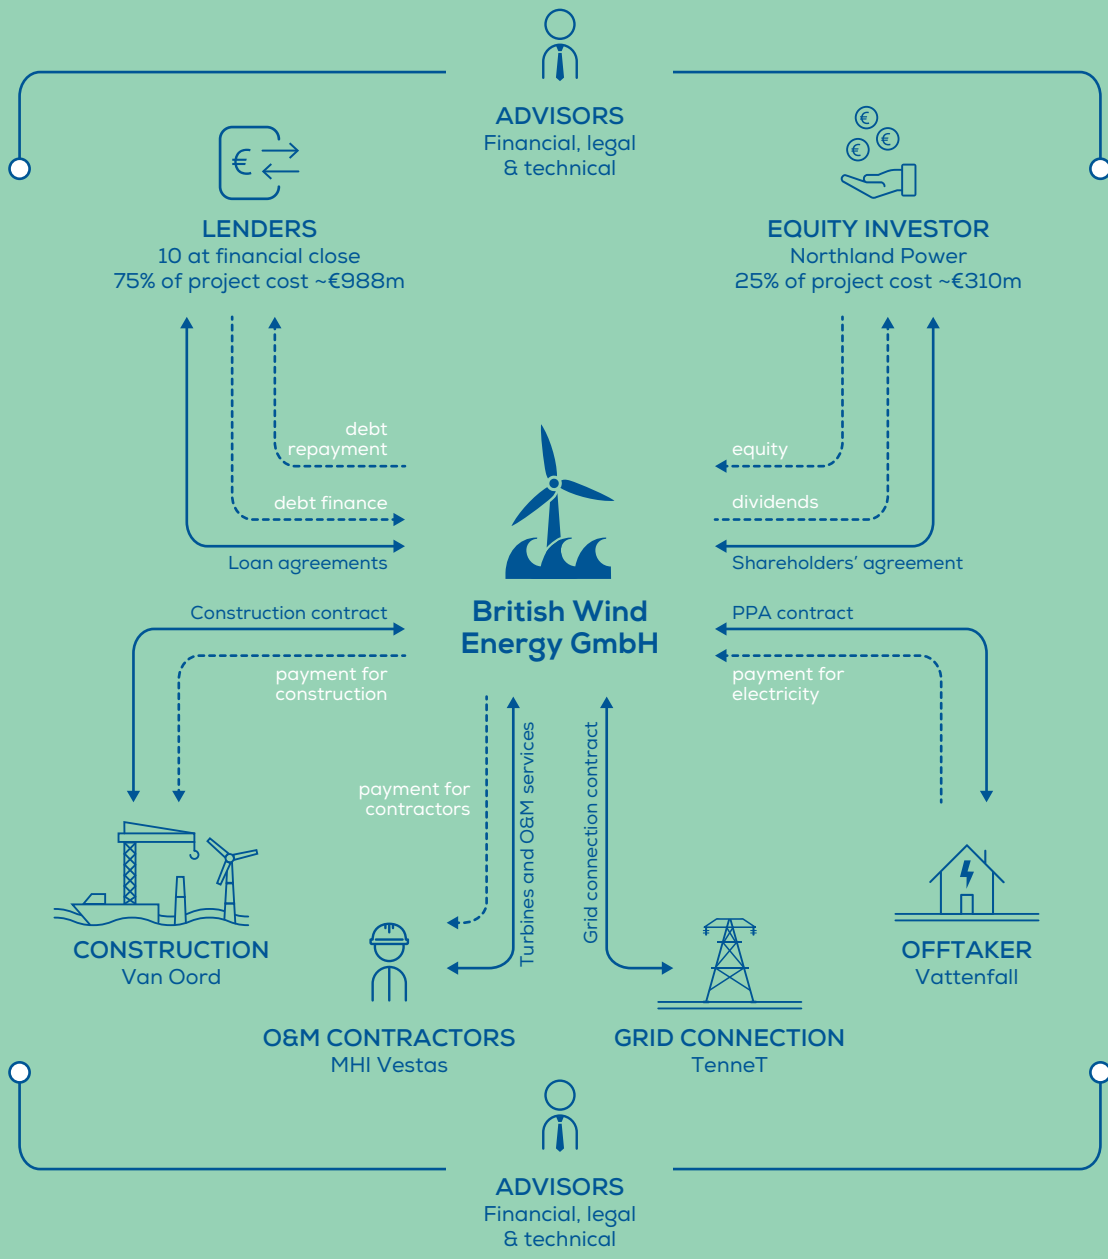 ADVISORS
Financial, legal
& technical
€
LENDERS
10 at financial close
75% of project cost ~€988m
€
€
€
EQUITY INVESTOR
Northland Power
25% of project cost ~€310m
debt
repayment
debt finance
Loan agreements
equity
dividends
Shareholders' agreement
British Wind
Energy GmbH
Construction contract
payment for
construction
PPA contract
payment for
electricity
payment for
contractors
Turbines and O&M services
Grid connection contract
CONSTRUCTION
Van Oord
O&M CONTRACTORS
MHI Vestas
GRID CONNECTION
TenneT
OFFTAKER
Vattenfall
ADVISORS
Financial, legal
& technical